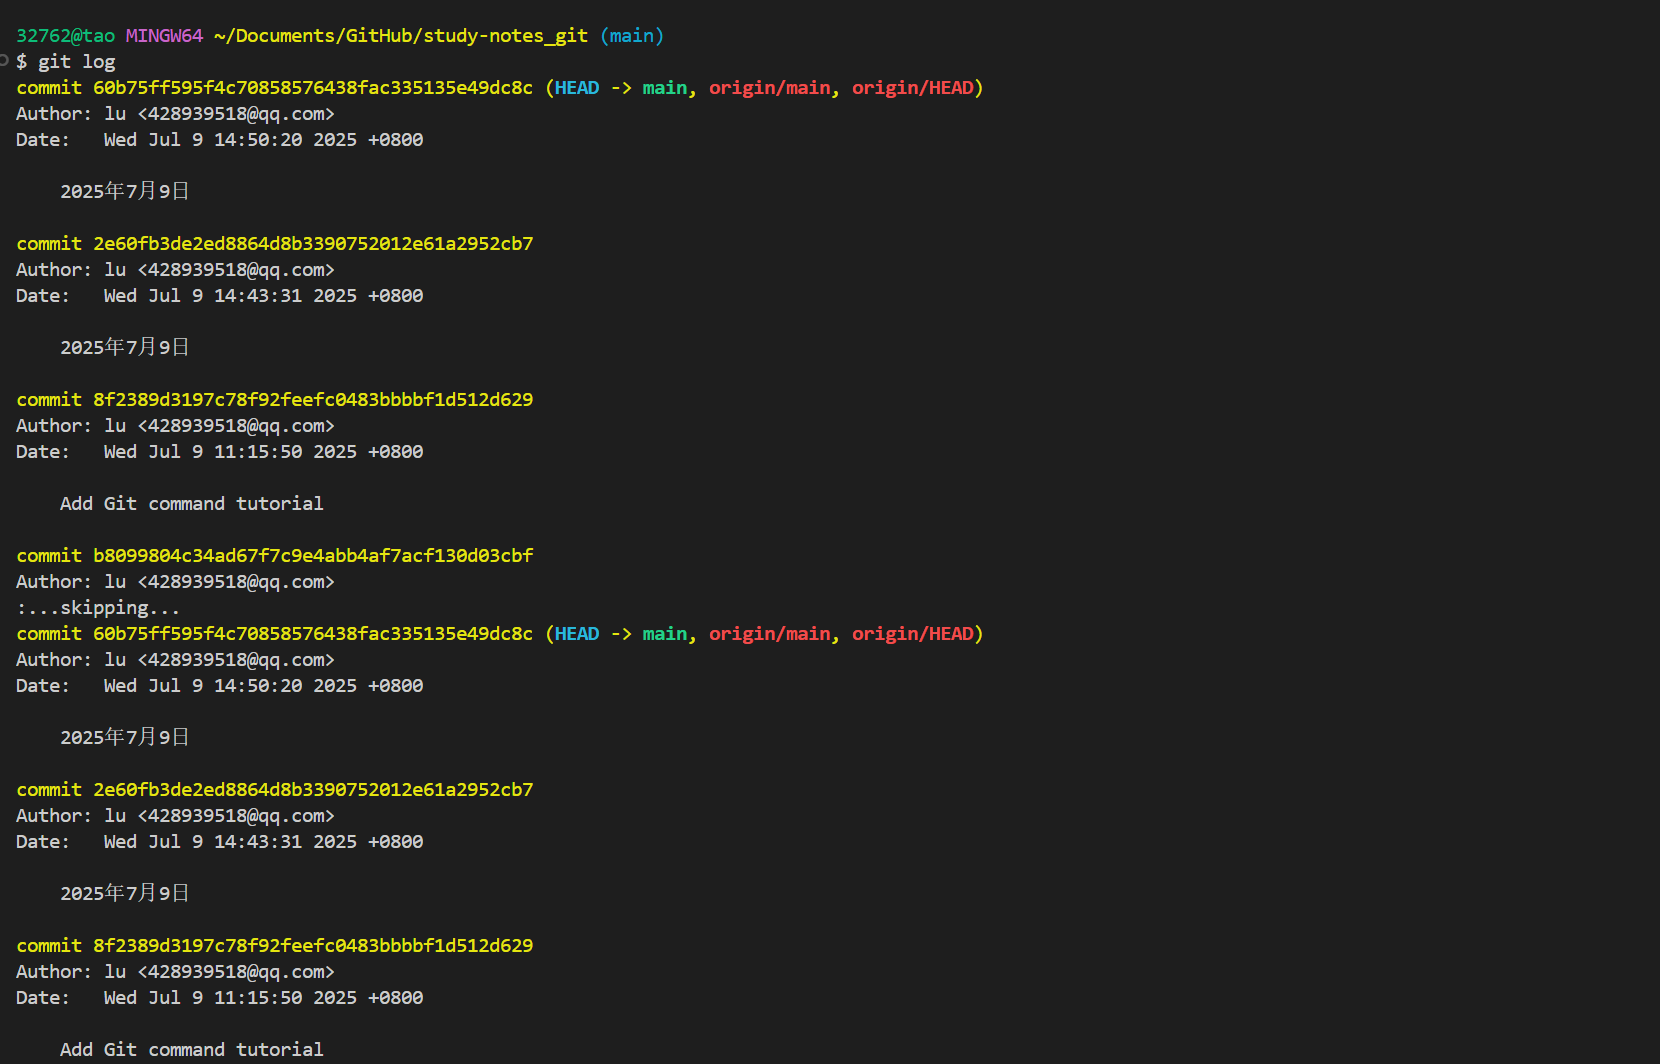 32762@tao MINGW64 ~/Documents/GitHub/study-notes_git (main)
$ git log
commit 60b75ff595f4c70858576438fac335135e49dc8c (HEAD -> main, origin/main, origin/HEAD)
Author: lu <428939518@qq.com>
Date:   Wed Jul 9 14:50:20 2025 +0800
2025年7月9日
commit 2e60fb3de2ed8864d8b3390752012e61a2952cb7
Author: lu <428939518@qq.com>
Date:   Wed Jul 9 14:43:31 2025 +0800
2025年7月9日
commit 8f2389d3197c78f92feefc0483bbbbf1d512d629
Author: lu <428939518@qq.com>
Date:   Wed Jul 9 11:15:50 2025 +0800
Add Git command tutorial
commit b8099804c34ad67f7c9e4abb4af7acf130d03cbf
Author: lu <428939518@qq.com>
:...skipping...
commit 60b75ff595f4c70858576438fac335135e49dc8c (HEAD -> main, origin/main, origin/HEAD)
Author: lu <428939518@qq.com>
Date:   Wed Jul 9 14:50:20 2025 +0800
2025年7月9日
commit 2e60fb3de2ed8864d8b3390752012e61a2952cb7
Author: lu <428939518@qq.com>
Date:   Wed Jul 9 14:43:31 2025 +0800
2025年7月9日
commit 8f2389d3197c78f92feefc0483bbbbf1d512d629
Author: lu <428939518@qq.com>
Date:   Wed Jul 9 11:15:50 2025 +0800
Add Git command tutorial